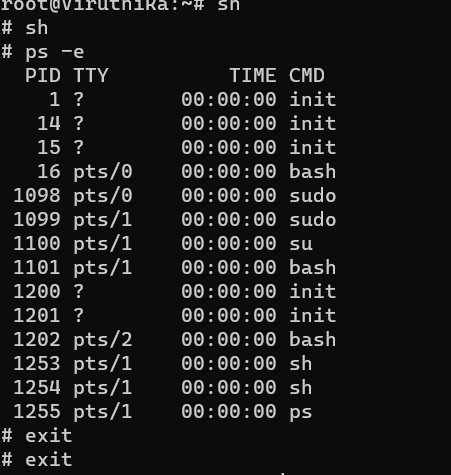 root@Viruthika:~# sh
# sh
# ps -e
  PID TTY          TIME CMD
    1 ?        00:00:00 init
   14 ?        00:00:00 init
   15 ?        00:00:00 init
   16 pts/0    00:00:00 bash
 1098 pts/0    00:00:00 sudo
 1099 pts/1    00:00:00 sudo
 1100 pts/1    00:00:00 su
 1101 pts/1    00:00:00 bash
 1200 ?        00:00:00 init
 1201 ?        00:00:00 init
 1202 pts/2    00:00:00 bash
 1253 pts/1    00:00:00 sh
 1254 pts/1    00:00:00 sh
 1255 pts/1    00:00:00 ps
# exit
# exit